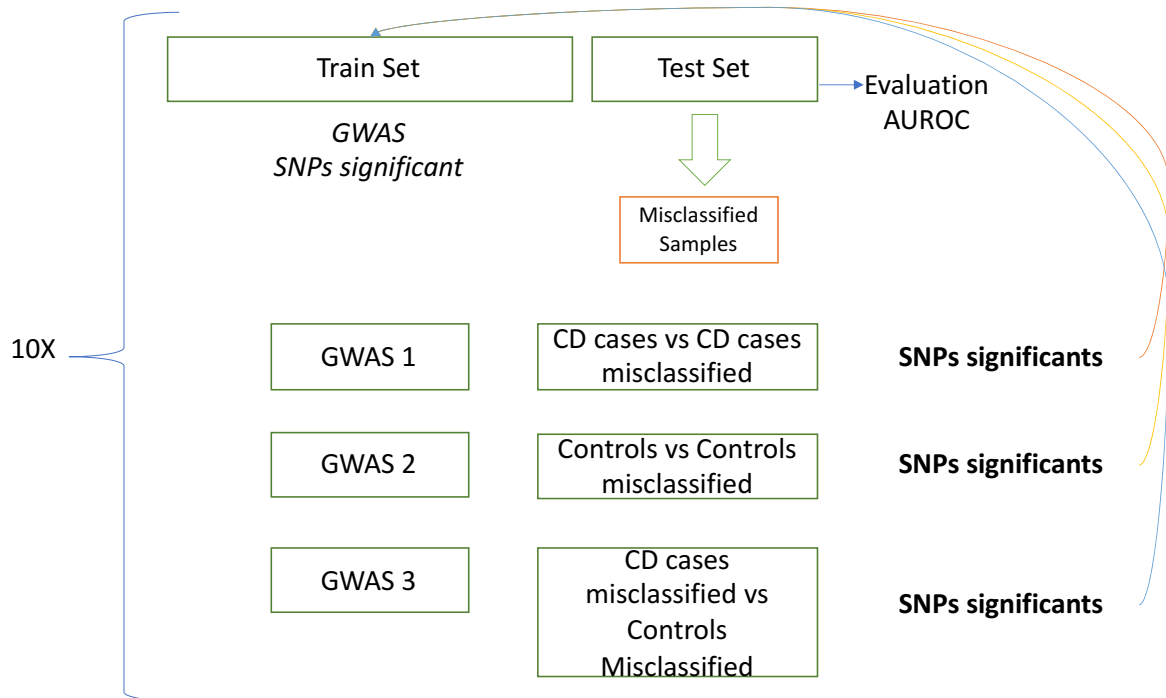 Train Set
Test Set
Evaluation
AUROC
GWAS
SNPs significant
Misclassified
Samples
10X
GWAS 1
CD cases vs CD cases
misclassified
SNPs significants
GWAS 2
Controls vs Controls
misclassified
SNPs significants
GWAS 3
CD cases
misclassified vs
Controls
Misclassified
SNPs significants